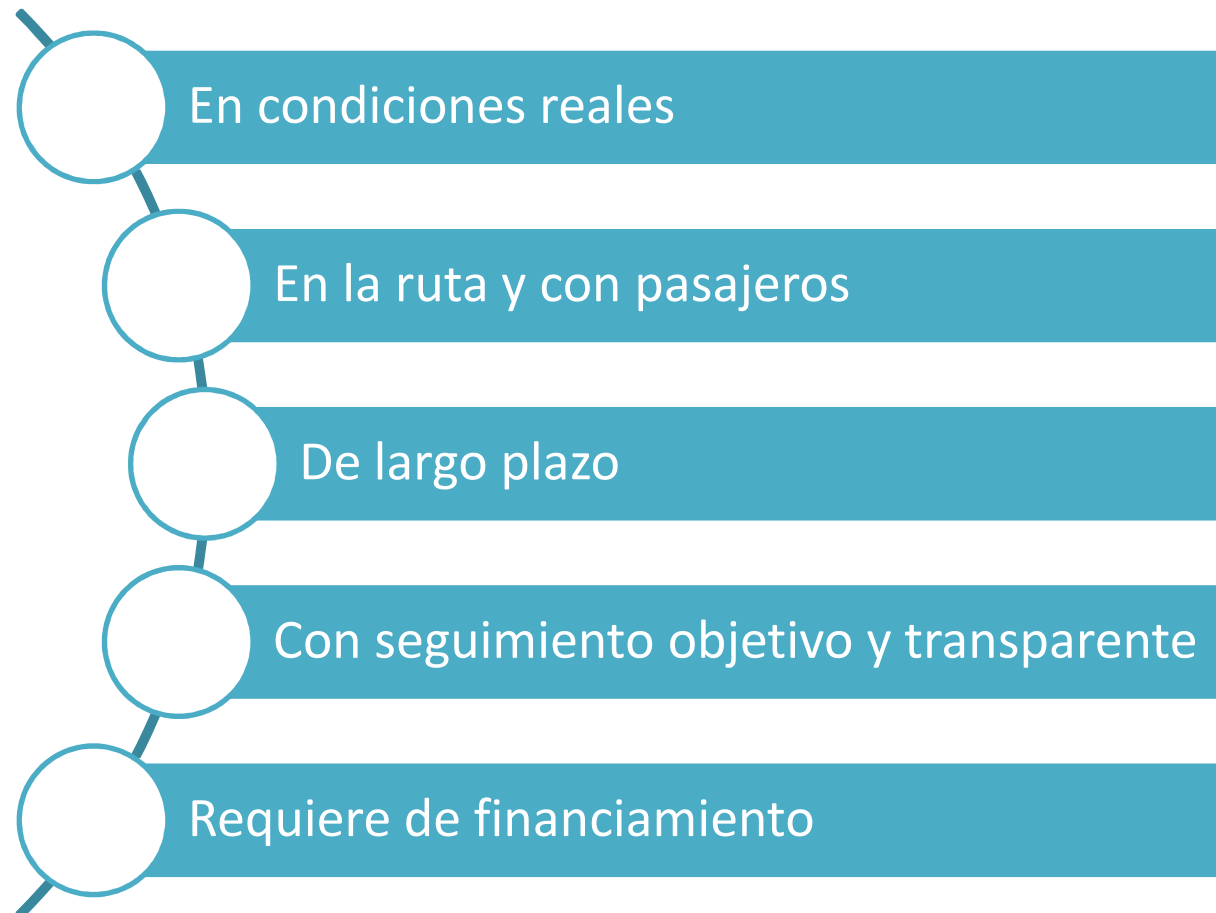 En condiciones reales
En la ruta y con pasajeros
De largo plazo
Con seguimiento objetivo y transparente
Requiere de financiamiento